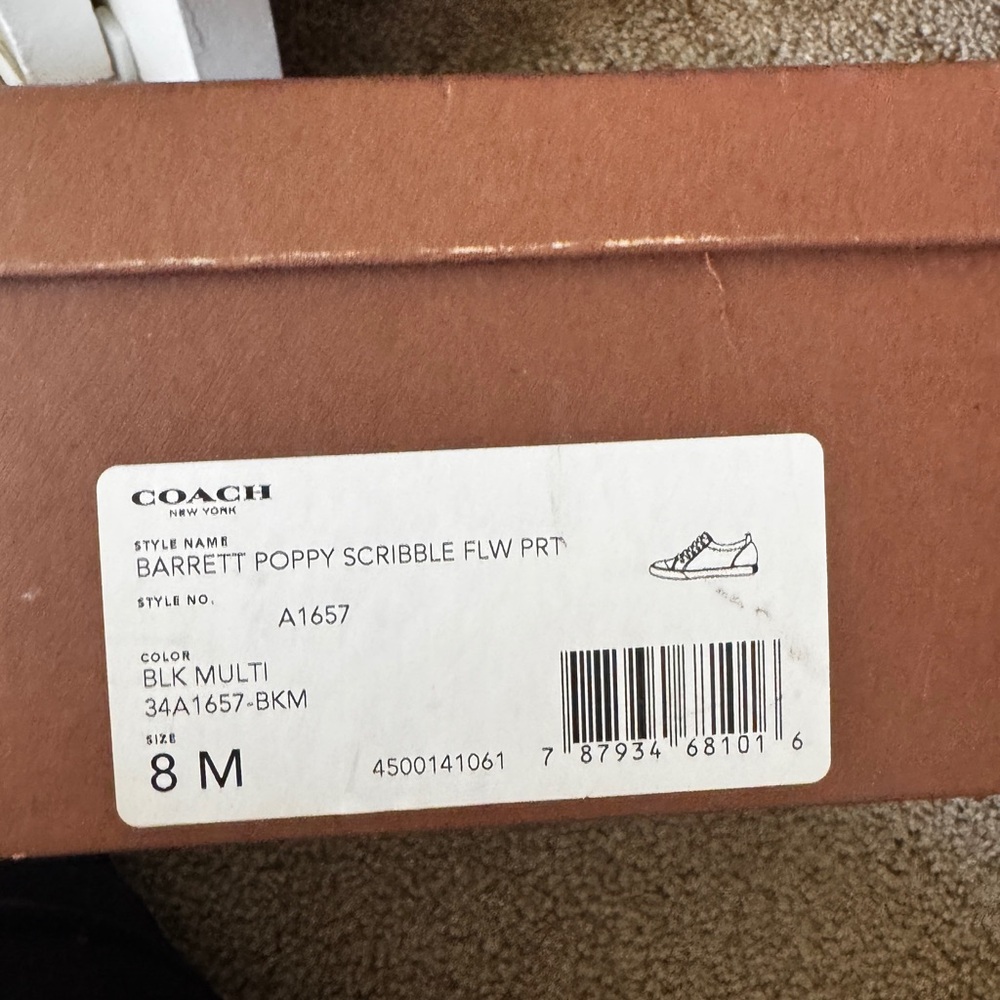 COACH
NEW YORK
STYLE NAME
BARRETT POPPY SCRIBBLE FLW PRT
STYLE NO.
A1657
COLOR
BLK MULTI
34A1657-BKM
SIZE
8 M
4500141061
7 87934 68101 6